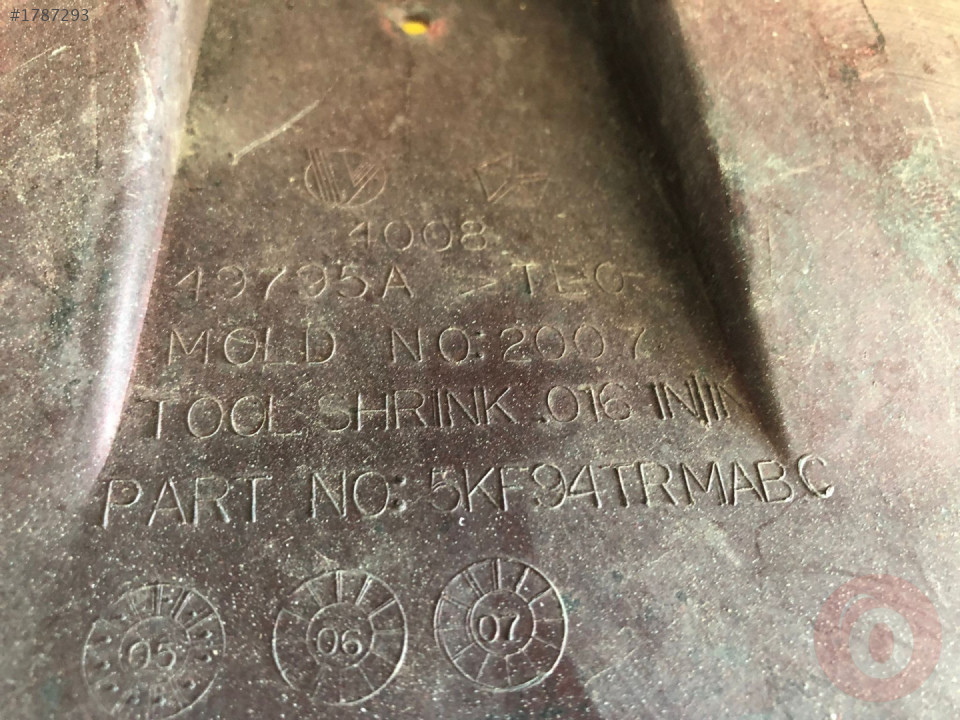 #1787293
4008
49795A >TEO-
MOLD NO: 2007
TOOL SHRINK .016 IN/IN
PART NO: 5KF94TRMABC
05 06 07